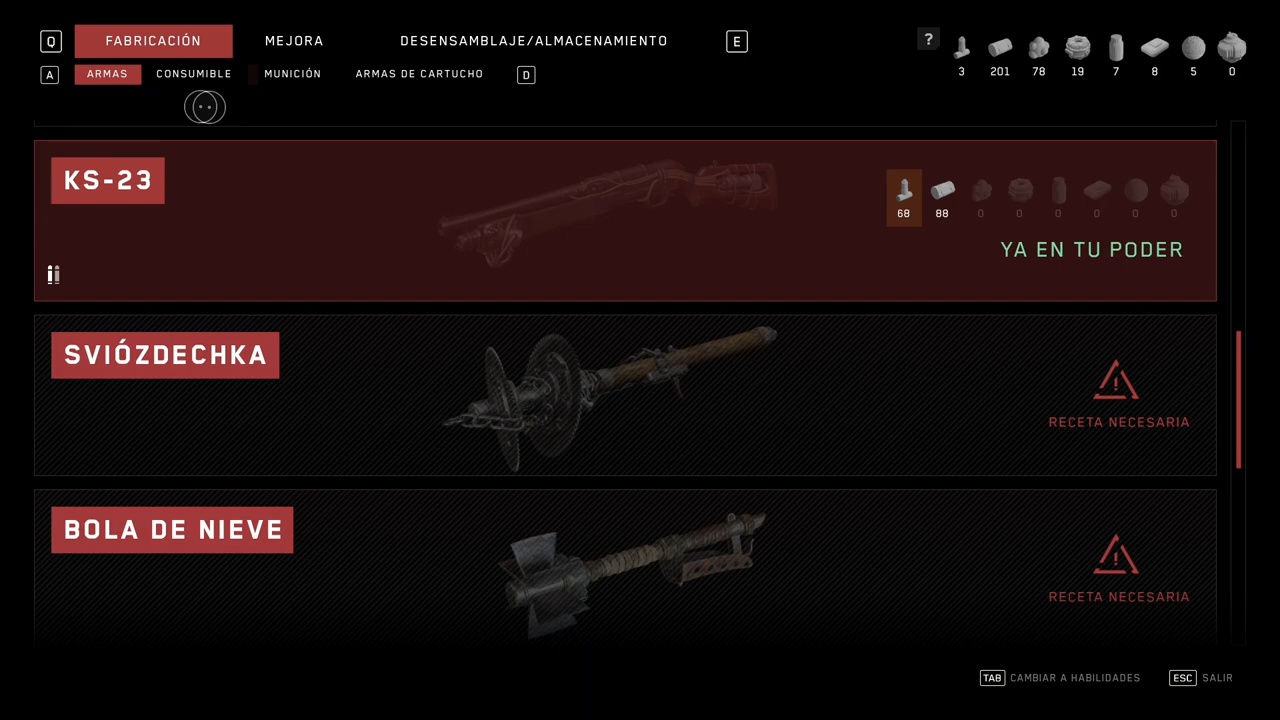 Q FABRICACIÓN MEJORA DESENSAMBLAJE/ALMACENAMIENTO E ?
3 201 78 19 7 8 5 0
A ARMAS CONSUMIBLE MUNICIÓN ARMAS DE CARTUCHO D
KS-23
68 88 0 0 0 0 0 0
YA EN TU PODER
SVIÓZDECHKA
RECETA NECESARIA
BOLA DE NIEVE
RECETA NECESARIA
TAB CAMBIAR A HABILIDADES ESC SALIR